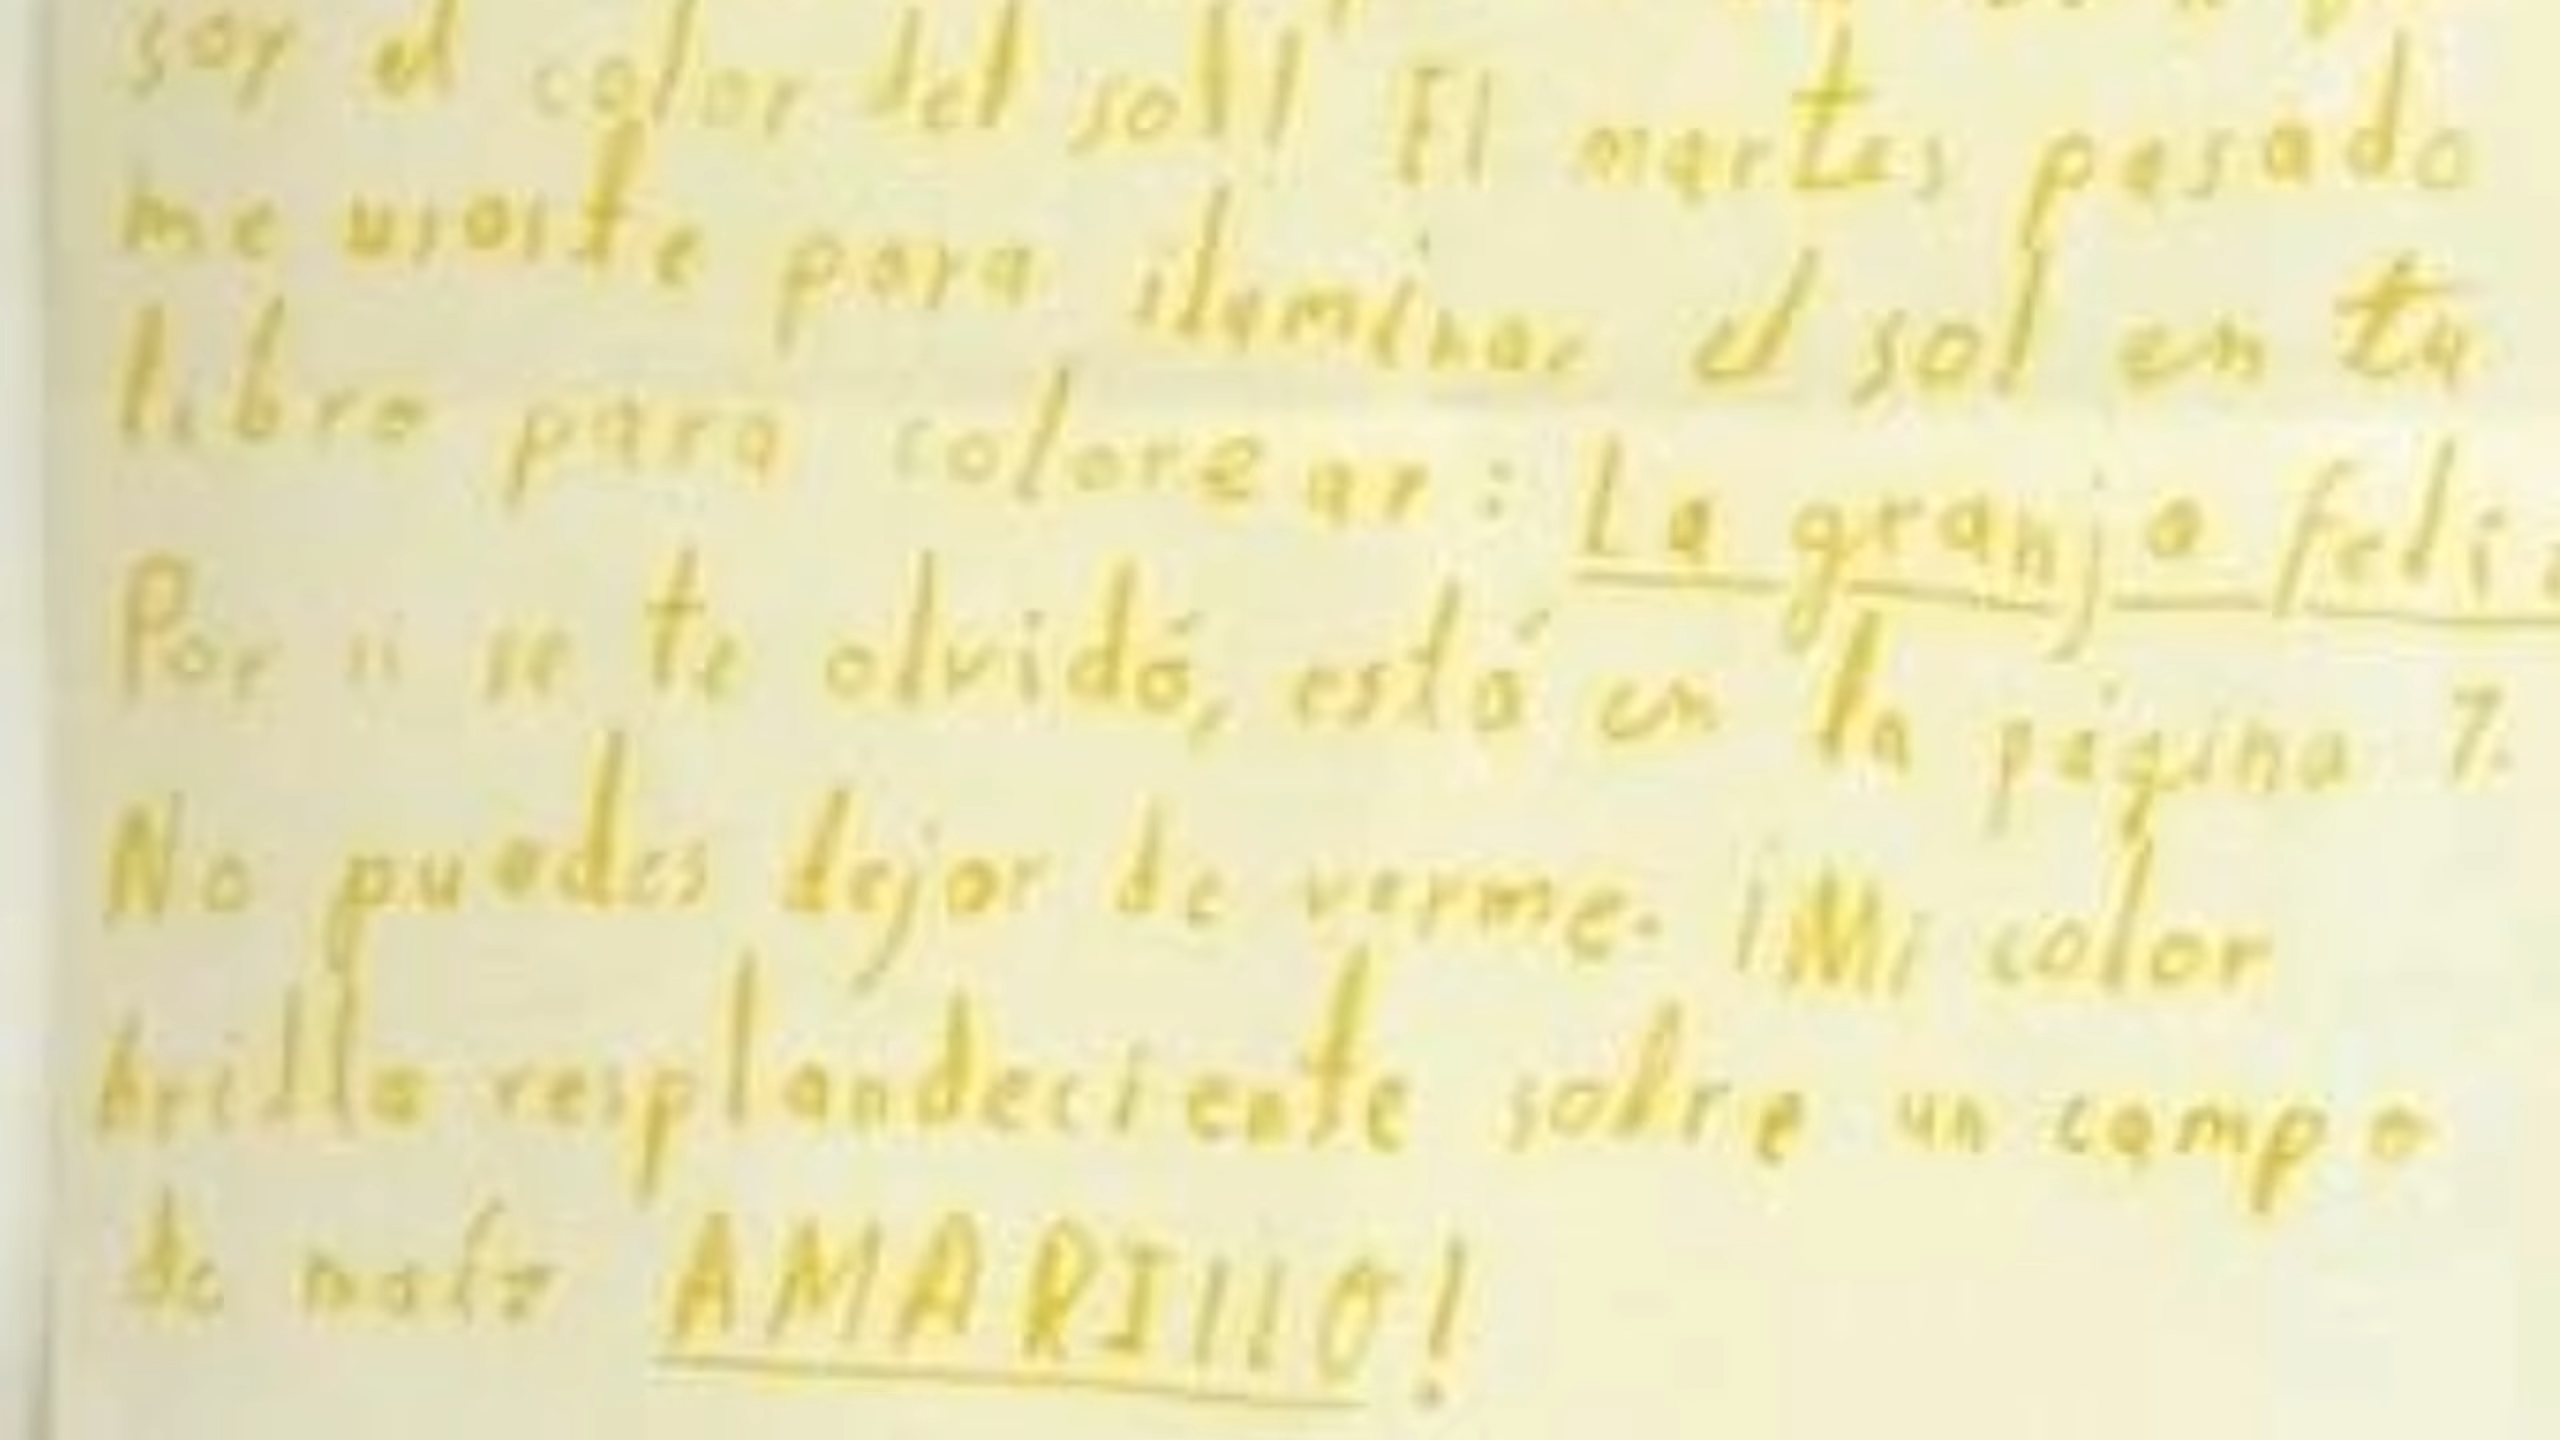 soy el color del sol! El martes pasado
me usaste para iluminar el sol en tu
libro para colorear: La granja feliz
Por si se te olvidó, está en la página 7.
No puedes dejar de verme. ¡Mi color
brilla resplandeciente sobre un campo
de maíz AMARILLO!